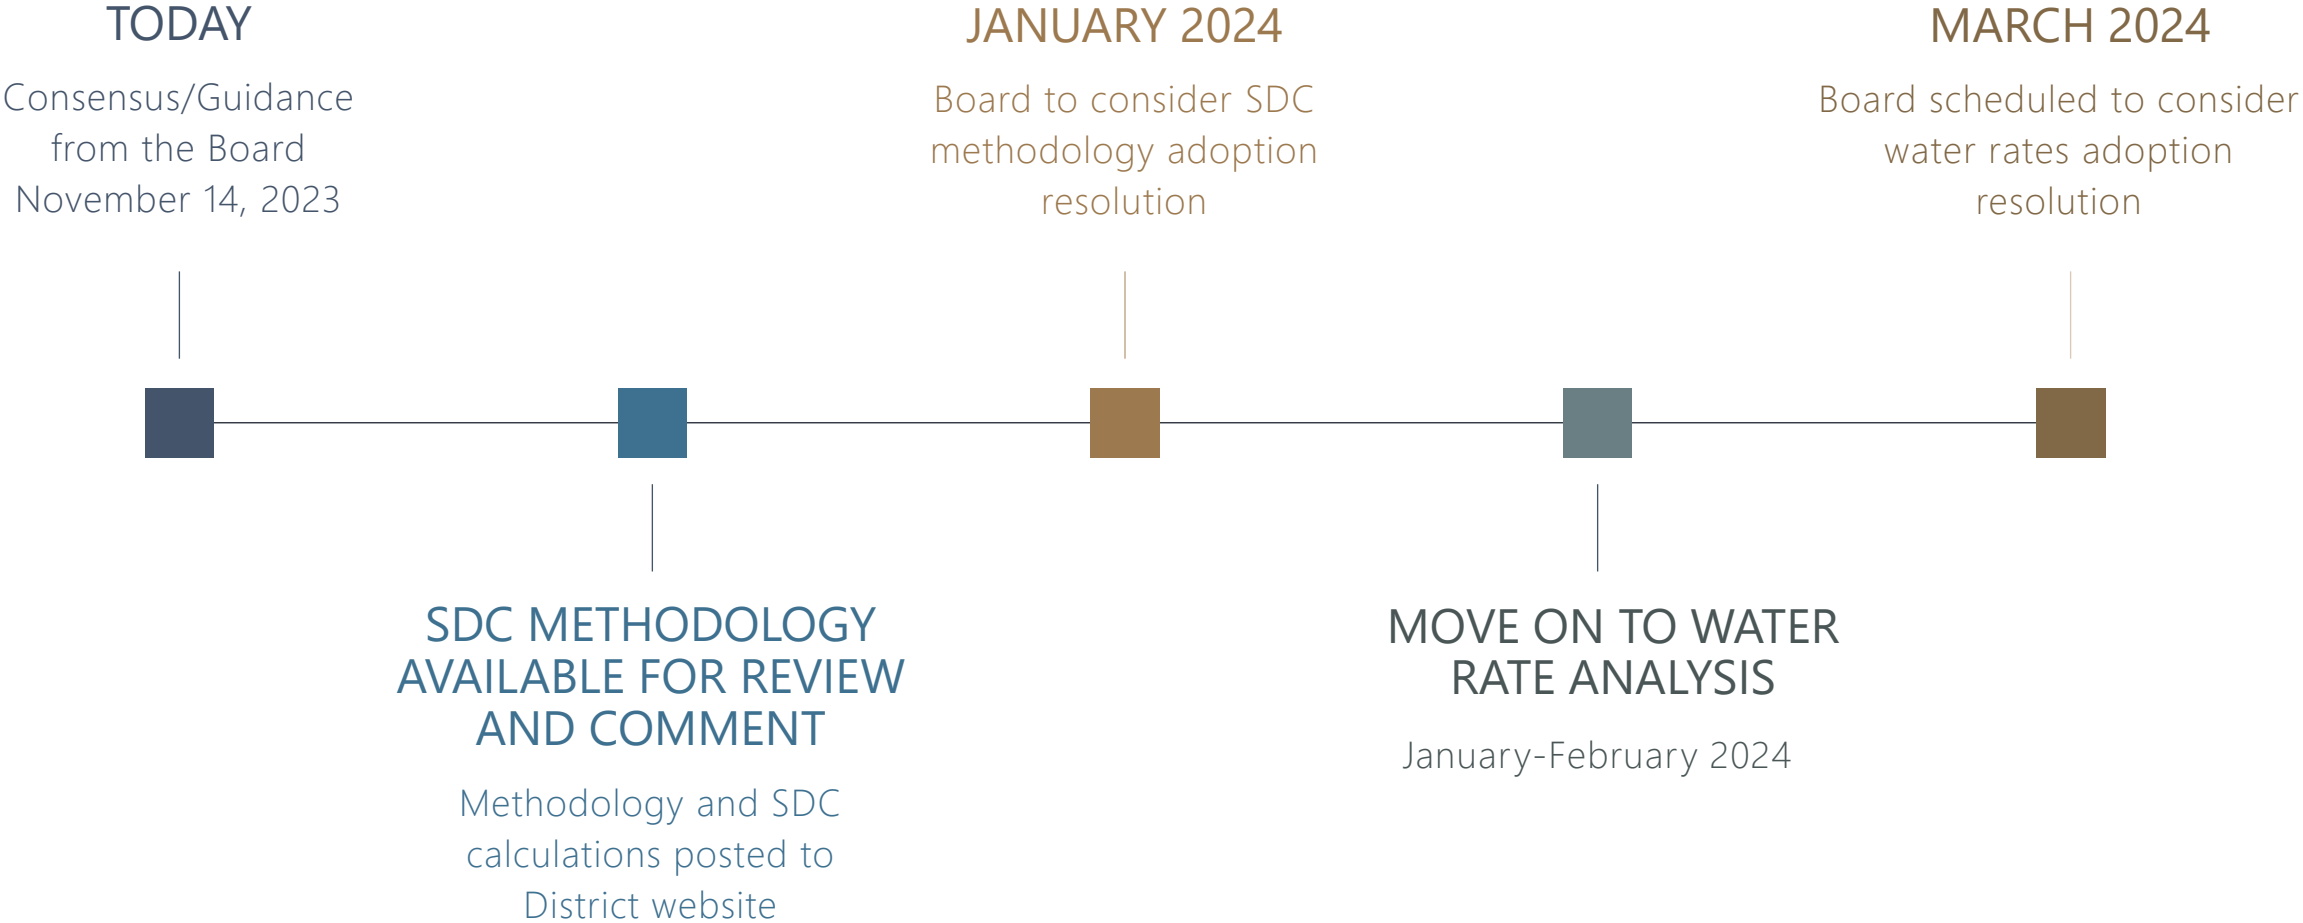 TODAY
Consensus/Guidance
from the Board
November 14, 2023
SDC METHODOLOGY
AVAILABLE FOR REVIEW
AND COMMENT
Methodology and SDC
calculations posted to
District website
JANUARY 2024
Board to consider SDC
methodology adoption
resolution
MOVE ON TO WATER
RATE ANALYSIS
January-February 2024
MARCH 2024
Board scheduled to consider
water rates adoption
resolution